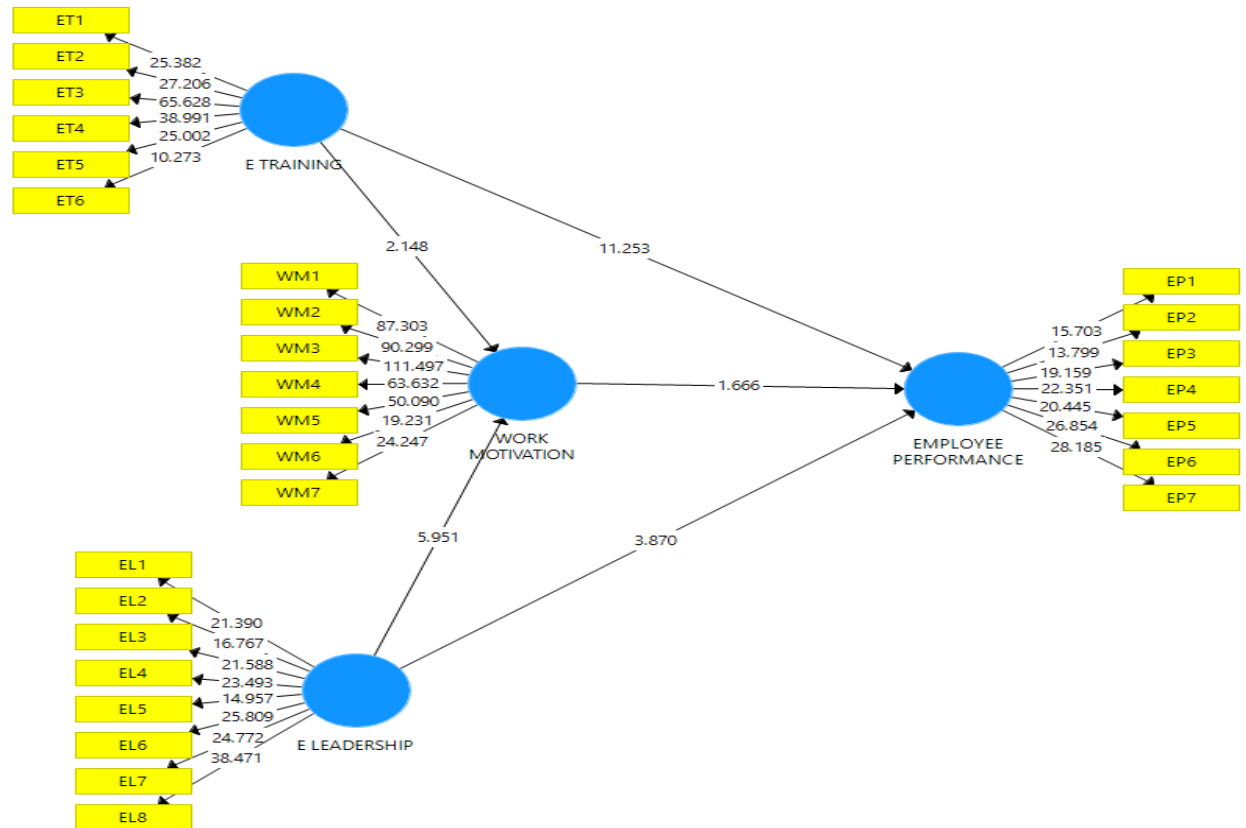 ET1
ET2
ET3
ET4
ET5
ET6
25.382
27.206
65.628
38.991
25.002
10.273
E TRAINING
2.148
11.253
WM1
WM2
WM3
WM4
WM5
WM6
WM7
87.303
90.299
111.497
63.632
50.090
19.231
24.247
WORK
MOTIVATION
1.666
EP1
EP2
EP3
EP4
EP5
EP6
EP7
15.703
13.799
19.159
22.351
20.445
26.854
28.185
EMPLOYEE
PERFORMANCE
5.951
3.870
EL1
EL2
EL3
EL4
EL5
EL6
EL7
EL8
21.390
16.767
21.588
23.493
14.957
25.809
24.772
38.471
E LEADERSHIP